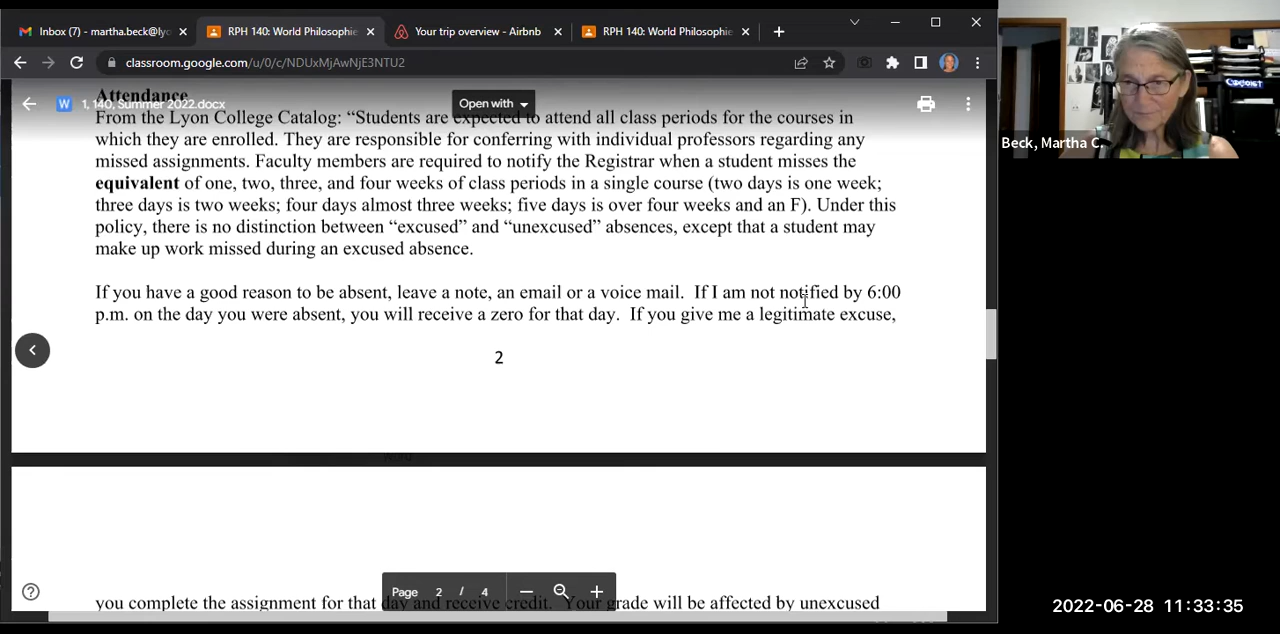 Inbox (7) - martha.beck@lyo
RPH 140: World Philosophie
Your trip overview - Airbnb
RPH 140: World Philosophie
classroom.google.com/u/0/c/NDUxMjAwNjE3NTU2
Attendance
W 1, 140, Summer 2022.docx
Open with
From the Lyon College Catalog: “Students are expected to attend all class periods for the courses in
which they are enrolled. They are responsible for conferring with individual professors regarding any
missed assignments. Faculty members are required to notify the Registrar when a student misses the
equivalent of one, two, three, and four weeks of class periods in a single course (two days is one week;
three days is two weeks; four days almost three weeks; five days is over four weeks and an F). Under this
policy, there is no distinction between “excused” and “unexcused” absences, except that a student may
make up work missed during an excused absence.
If you have a good reason to be absent, leave a note, an email or a voice mail. If I am not notified by 6:00
p.m. on the day you were absent, you will receive a zero for that day. If you give me a legitimate excuse,
2
you complete the assignment for that day and receive credit. Your grade will be affected by unexcused
Page 2 / 4
Beck, Martha C.
2022-06-28 11:33:35